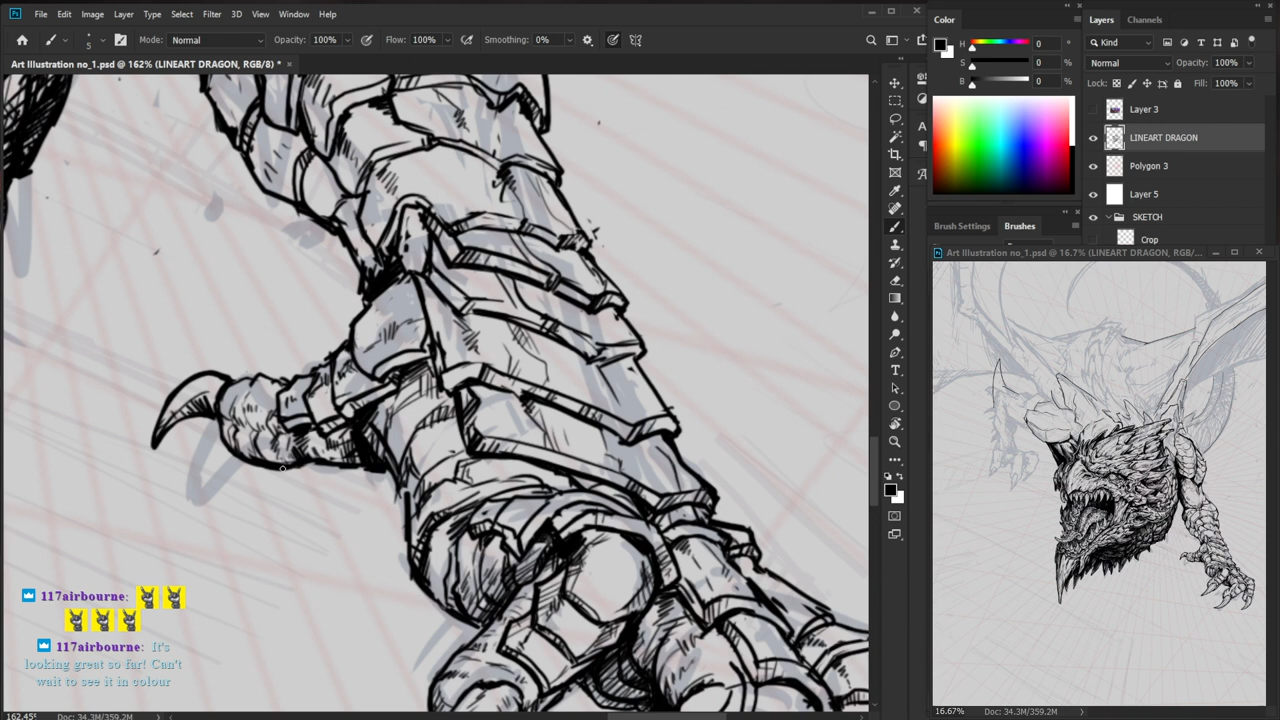 File Edit Image Layer Type Select Filter 3D View Window Help
5 Mode: Normal Opacity: 100% Flow: 100% Smoothing: 0%
Art Illustration no_1.psd @ 162% (LINEART DRAGON, RGB/8) *
Color
H 0 °
S 0 %
B 0 %
Brush Settings Brushes
Layers Channels
Kind
Normal Opacity: 100%
Lock: Fill: 100%
Layer 3
LINEART DRAGON
Polygon 3
Layer 5
SKETCH
Crop
Art Illustration no_1.psd @ 16.7% (LINEART DRAGON, RGB/...
16.67% Doc: 34.3M/359.2M
117airbourne:
117airbourne: It's
looking great so far! Can't
wait to see it in colour
162.45° Doc: 34.3M/359.2M